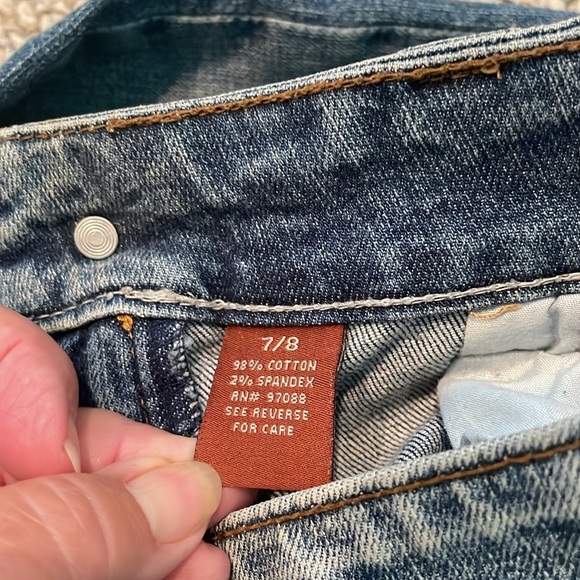 7/8
98% COTTON
2% SPANDEX
RN# 97088
SEE REVERSE
FOR CARE